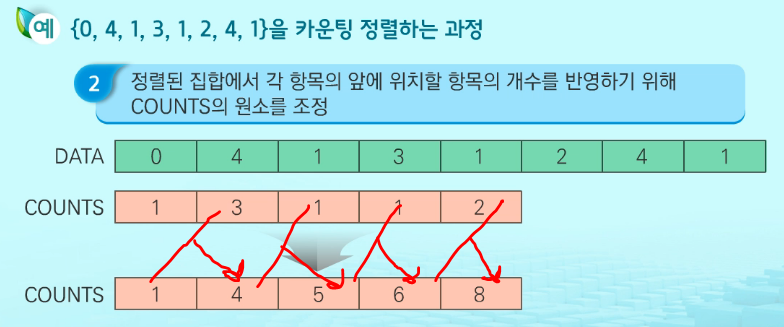 예 {0, 4, 1, 3, 1, 2, 4, 1}을 카운팅 정렬하는 과정
2 정렬된 집합에서 각 항목의 앞에 위치할 항목의 개수를 반영하기 위해
COUNTS의 원소를 조정
DATA 0 4 1 3 1 2 4 1
COUNTS 1 3 1 1 2
COUNTS 1 4 5 6 8